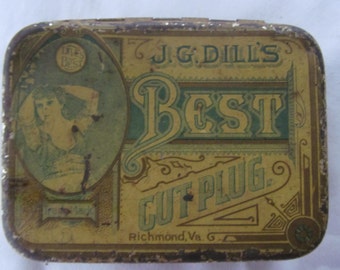 J.G. DILL'S
BEST
CUT PLUG.
Richmond, Va. G